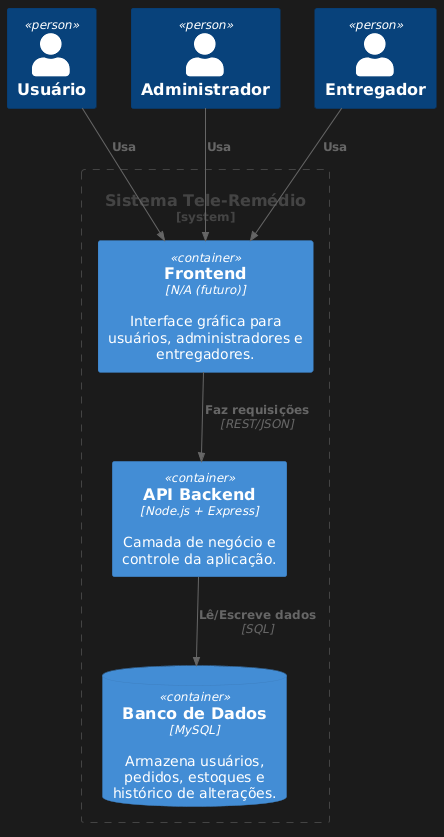 «person»
Usuário
«person»
Administrador
«person»
Entregador
Usa
Usa
Usa
Sistema Tele-Remédio
[system]
«container»
Frontend
[N/A (futuro)]
Interface gráfica para
usuários, administradores e
entregadores.
Faz requisições
[REST/JSON]
«container»
API Backend
[Node.js + Express]
Camada de negócio e
controle da aplicação.
Lê/Escreve dados
[SQL]
«container»
Banco de Dados
[MySQL]
Armazena usuários,
pedidos, estoques e
histórico de alterações.